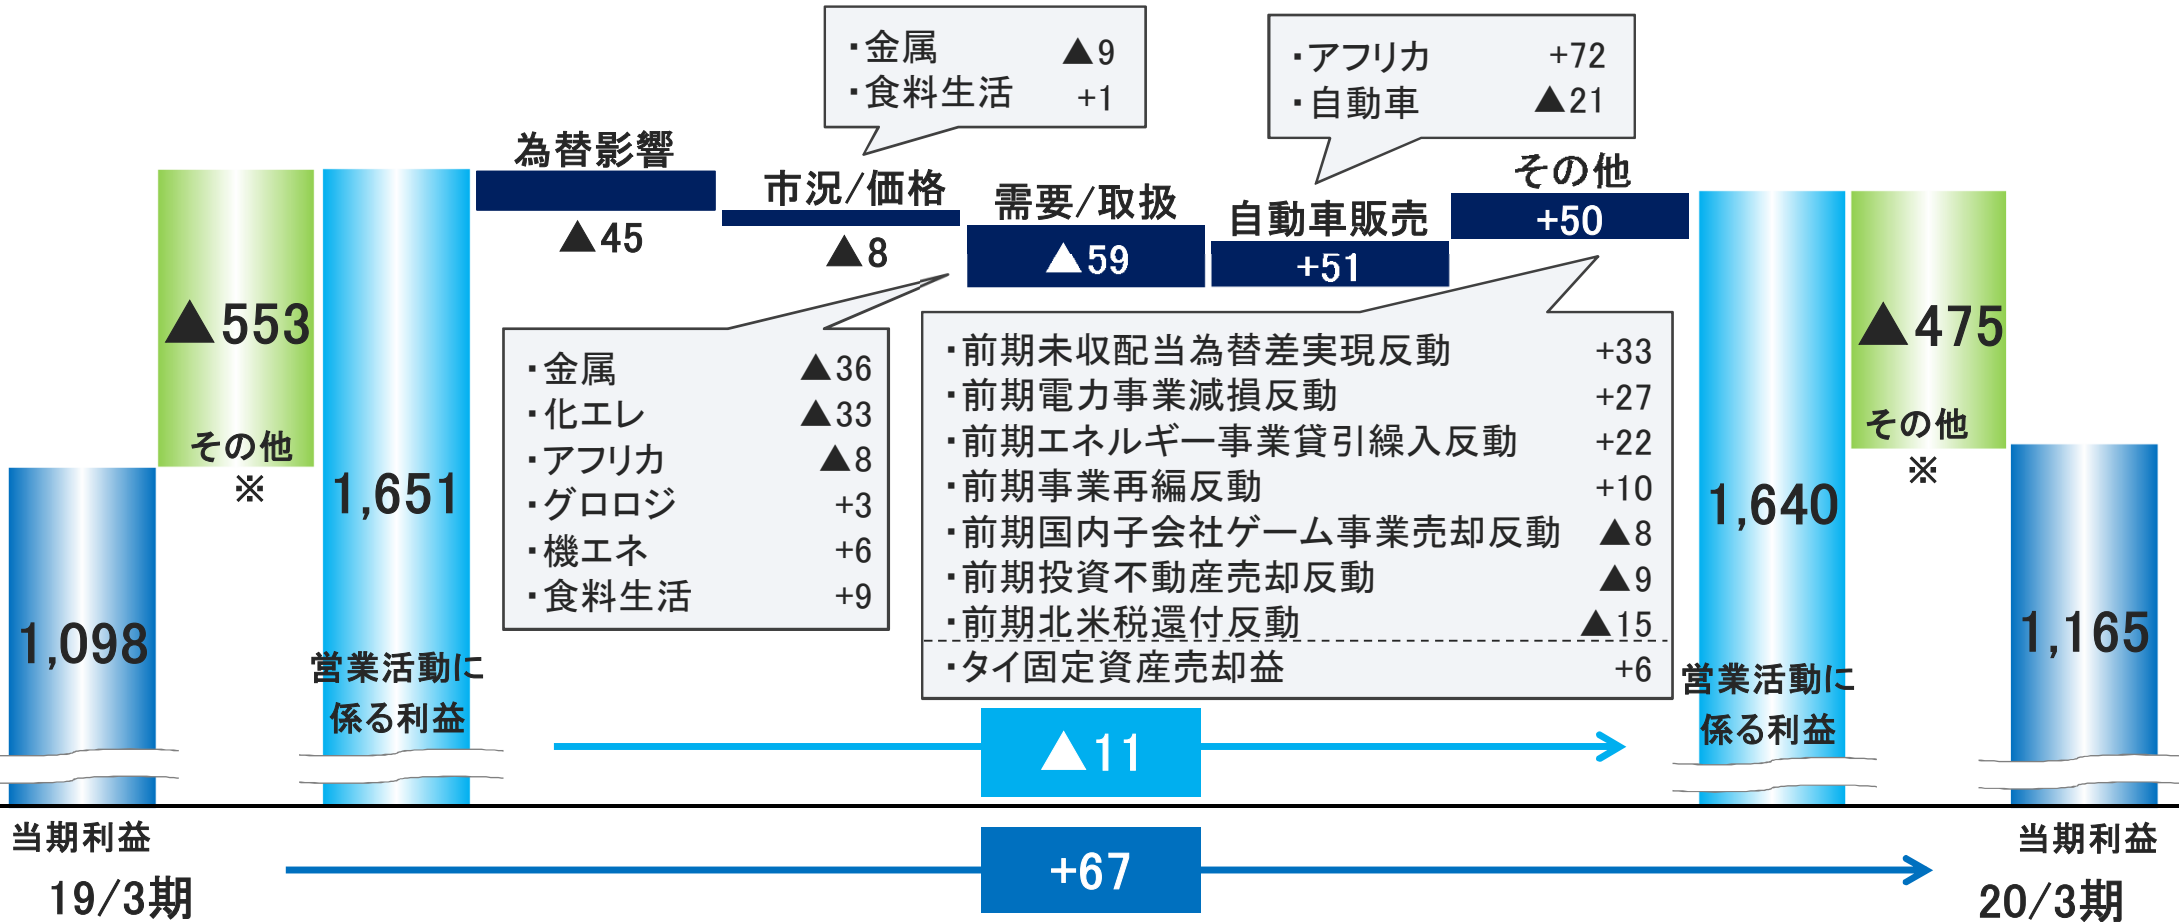 ・金属 ▲9
・食料生活 +1
・アフリカ +72
・自動車 ▲21
為替影響
▲45
市況/価格
▲8
需要/取扱
▲59
自動車販売
+51
その他
+50
▲553
その他
※
1,651
営業活動に
係る利益
1,098
・金属 ▲36
・化エレ ▲33
・アフリカ ▲8
・グロロジ +3
・機エネ +6
・食料生活 +9
・前期未収配当為替差実現反動 +33
・前期電力事業減損反動 +27
・前期エネルギー事業貸引繰入反動 +22
・前期事業再編反動 +10
・前期国内子会社ゲーム事業売却反動 ▲8
・前期投資不動産売却反動 ▲9
・前期北米税還付反動 ▲15
・タイ固定資産売却益 +6
1,640
営業活動に
係る利益
▲475
その他
※
1,165
▲11
当期利益
19/3期
+67
当期利益
20/3期